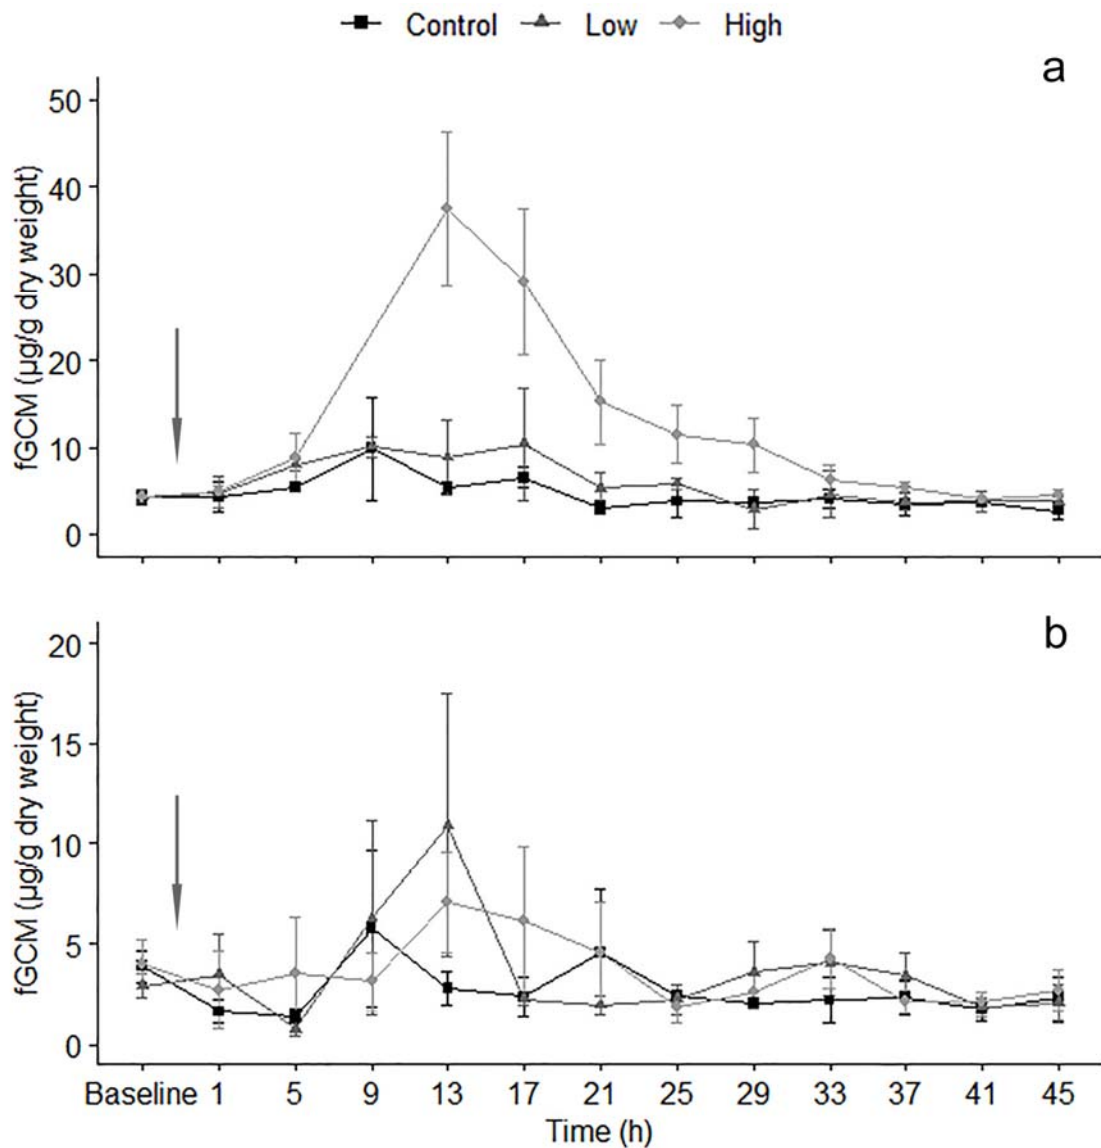 Control Low High
a
50
40
30
20
10
0
fGCM (µg/g dry weight)
b
20
15
10
5
0
fGCM (µg/g dry weight)
Baseline 1 5 9 13 17 21 25 29 33 37 41 45
Time (h)